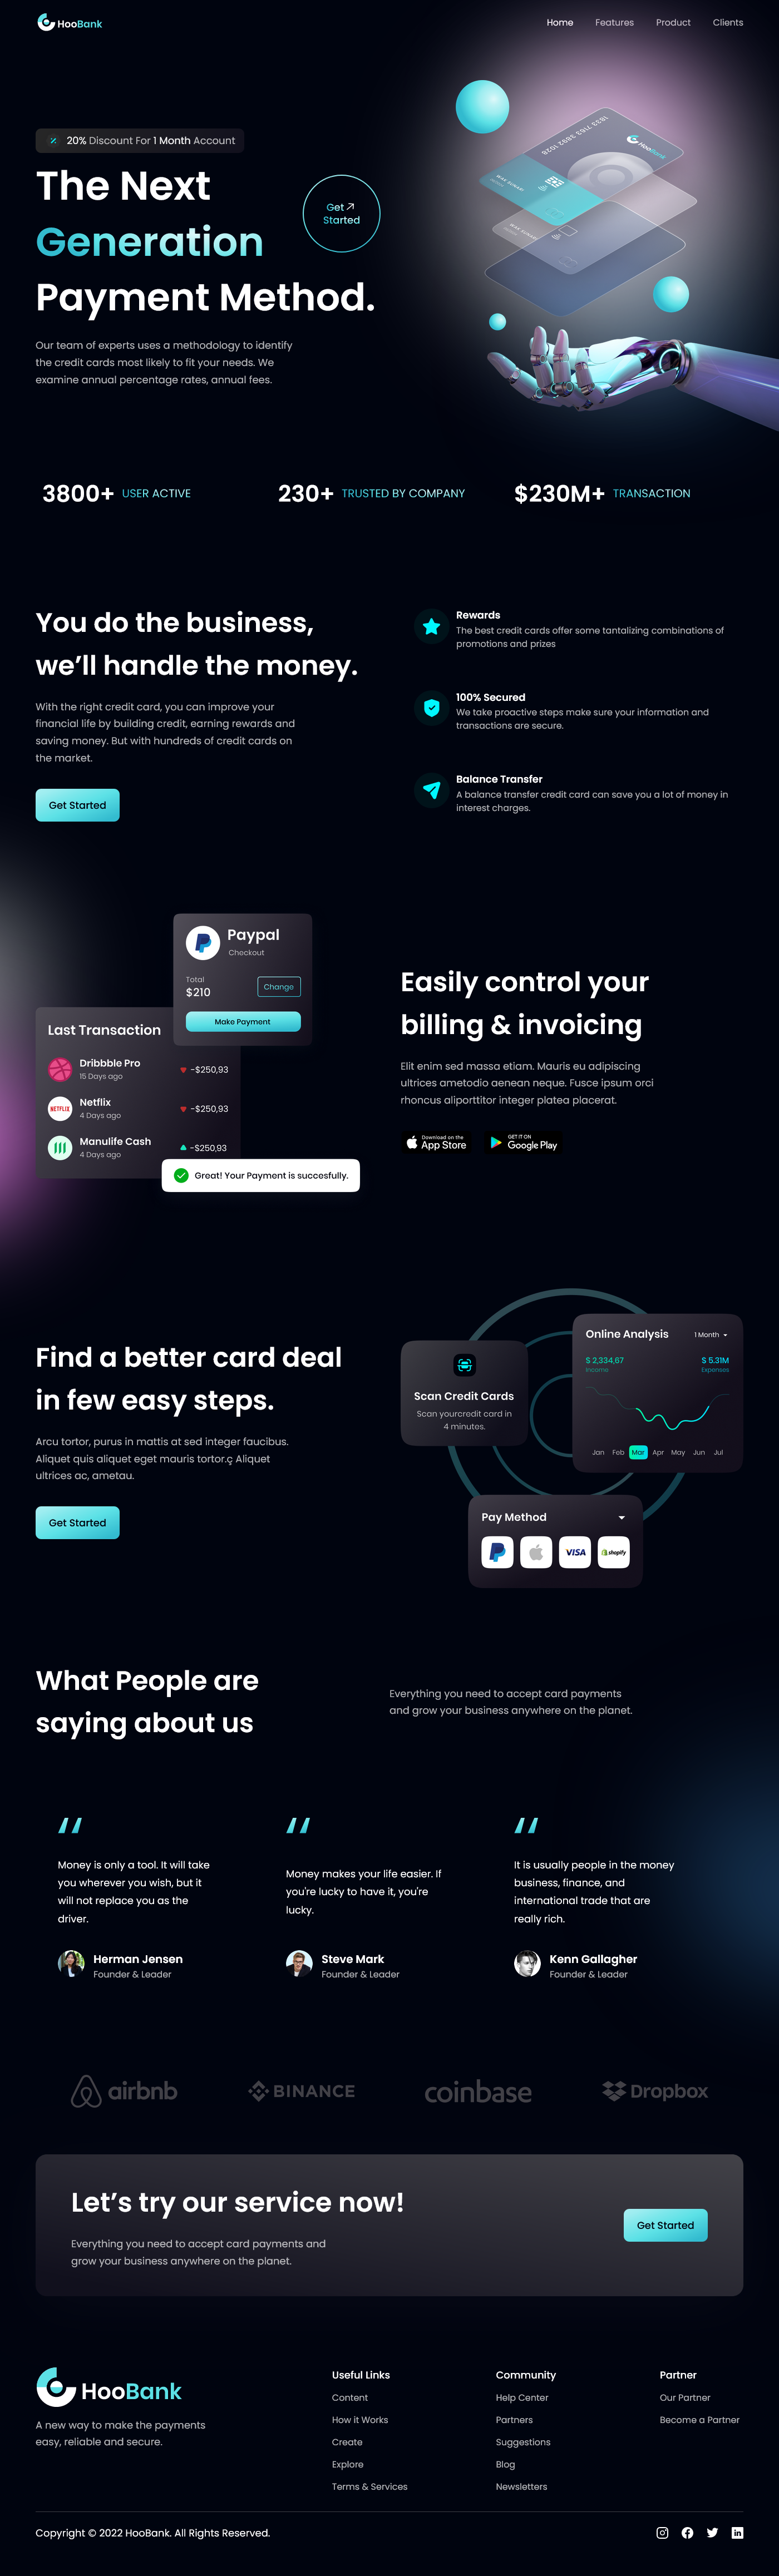 HooBank
Home Features Product Clients
20% Discount For 1 Month Account
The Next
Generation
Payment Method.
Get
Started
HooBank
Our team of experts uses a methodology to identify
the credit cards most likely to fit your needs. We
examine annual percentage rates, annual fees.
3800+ USER ACTIVE
230+ TRUSTED BY COMPANY
$230M+ TRANSACTION
You do the business,
we’ll handle the money.
With the right credit card, you can improve your
financial life by building credit, earning rewards and
saving money. But with hundreds of credit cards on
the market.
Get Started
Rewards
The best credit cards offer some tantalizing combinations of
promotions and prizes
100% Secured
We take proactive steps make sure your information and
transactions are secure.
Balance Transfer
A balance transfer credit card can save you a lot of money in
interest charges.
Paypal
Checkout
Total
$210
Change
Make Payment
Last Transaction
Dribbble Pro
15 Days ago
-$250,93
NETFLIX
Netflix
4 Days ago
-$250,93
Manulife Cash
4 Days ago
-$250,93
Great! Your Payment is succesfully.
Easily control your
billing & invoicing
Elit enim sed massa etiam. Mauris eu adipiscing
ultrices ametodio aenean neque. Fusce ipsum orci
rhoncus aliporttitor integer platea placerat.
Download on the
App Store
GET IT ON
Google Play
Find a better card deal
in few easy steps.
Arcu tortor, purus in mattis at sed integer faucibus.
Aliquet quis aliquet eget mauris tortor.ç Aliquet
ultrices ac, ametau.
Get Started
Scan Credit Cards
Scan yourcredit card in
4 minutes.
Online Analysis
1 Month
$ 2,334,67
Income
$ 5.31M
Expenses
Jan Feb Mar Apr May Jun Jul
Pay Method
VISA
shopify
What People are
saying about us
Everything you need to accept card payments
and grow your business anywhere on the planet.
Money is only a tool. It will take
you wherever you wish, but it
will not replace you as the
driver.
Herman Jensen
Founder & Leader
Money makes your life easier. If
you're lucky to have it, you're
lucky.
Steve Mark
Founder & Leader
It is usually people in the money
business, finance, and
international trade that are
really rich.
Kenn Gallagher
Founder & Leader
airbnb
BINANCE
coinbase
Dropbox
Let’s try our service now!
Everything you need to accept card payments and
grow your business anywhere on the planet.
Get Started
HooBank
A new way to make the payments
easy, reliable and secure.
Useful Links
Content
How it Works
Create
Explore
Terms & Services
Community
Help Center
Partners
Suggestions
Blog
Newsletters
Partner
Our Partner
Become a Partner
Copyright © 2022 HooBank. All Rights Reserved.